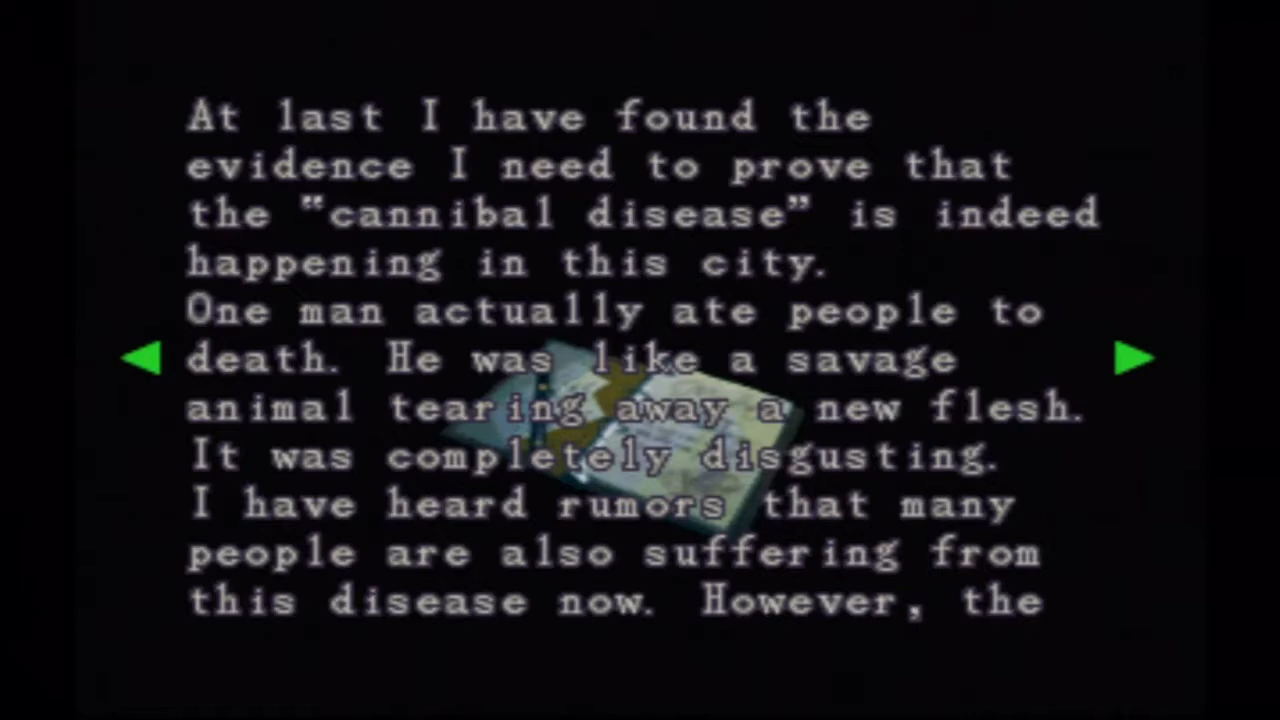 At last I have found the
evidence I need to prove that
the "cannibal disease" is indeed
happening in this city.
One man actually ate people to
death. He was like a savage
animal tearing away a new flesh.
It was completely disgusting.
I have heard rumors that many
people are also suffering from
this disease now. However, the